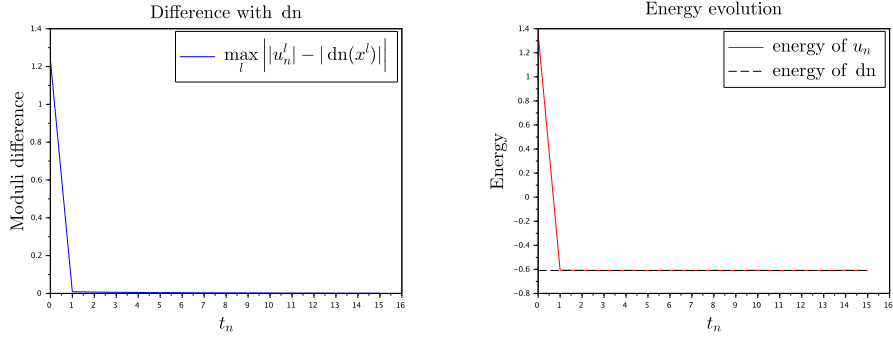 Difference with dn
1.4
1.2
1
0.8
0.6
0.4
0.2
0
Moduli difference
max_l ||u_n^l| − | dn(x^l)||
0 1 2 3 4 5 6 7 8 9 10 11 12 13 14 15 16
t_n
Energy evolution
1.4
1.2
1
0.8
0.6
0.4
0.2
0
−0.2
−0.4
−0.6
−0.8
Energy
energy of u_n
energy of dn
0 1 2 3 4 5 6 7 8 9 10 11 12 13 14 15 16
t_n